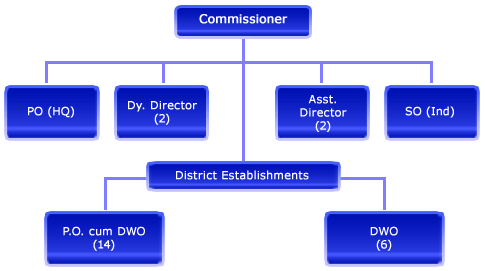 Commissioner
PO (HQ)
Dy. Director
(2)
Asst.
Director
(2)
SO (Ind)
District Establishments
P.O. cum DWO
(14)
DWO
(6)